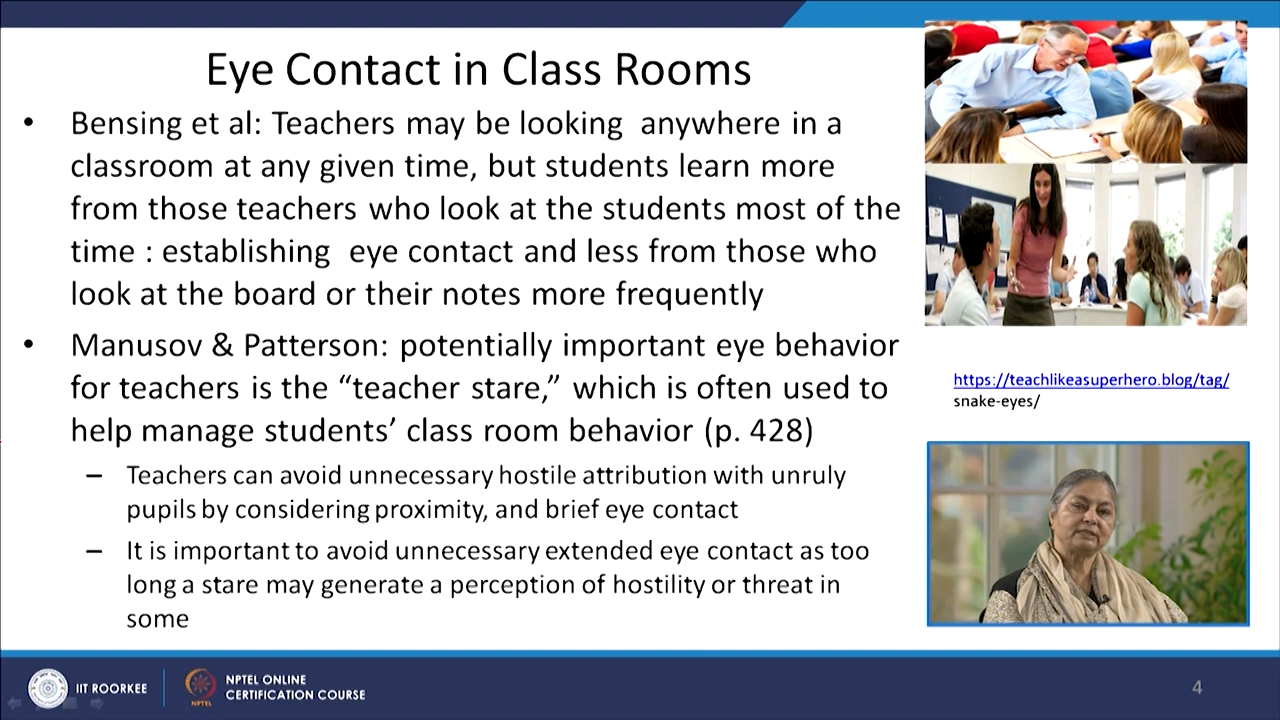 Eye Contact in Class Rooms
• Bensing et al: Teachers may be looking anywhere in a
classroom at any given time, but students learn more
from those teachers who look at the students most of the
time : establishing eye contact and less from those who
look at the board or their notes more frequently
• Manusov & Patterson: potentially important eye behavior
for teachers is the “teacher stare,” which is often used to
help manage students’ class room behavior (p. 428)
– Teachers can avoid unnecessary hostile attribution with unruly
pupils by considering proximity, and brief eye contact
– It is important to avoid unnecessary extended eye contact as too
long a stare may generate a perception of hostility or threat in
some
https://teachlikeasuperhero.blog/tag/
snake-eyes/
IIT ROORKEE
NPTEL
NPTEL ONLINE
CERTIFICATION COURSE
4